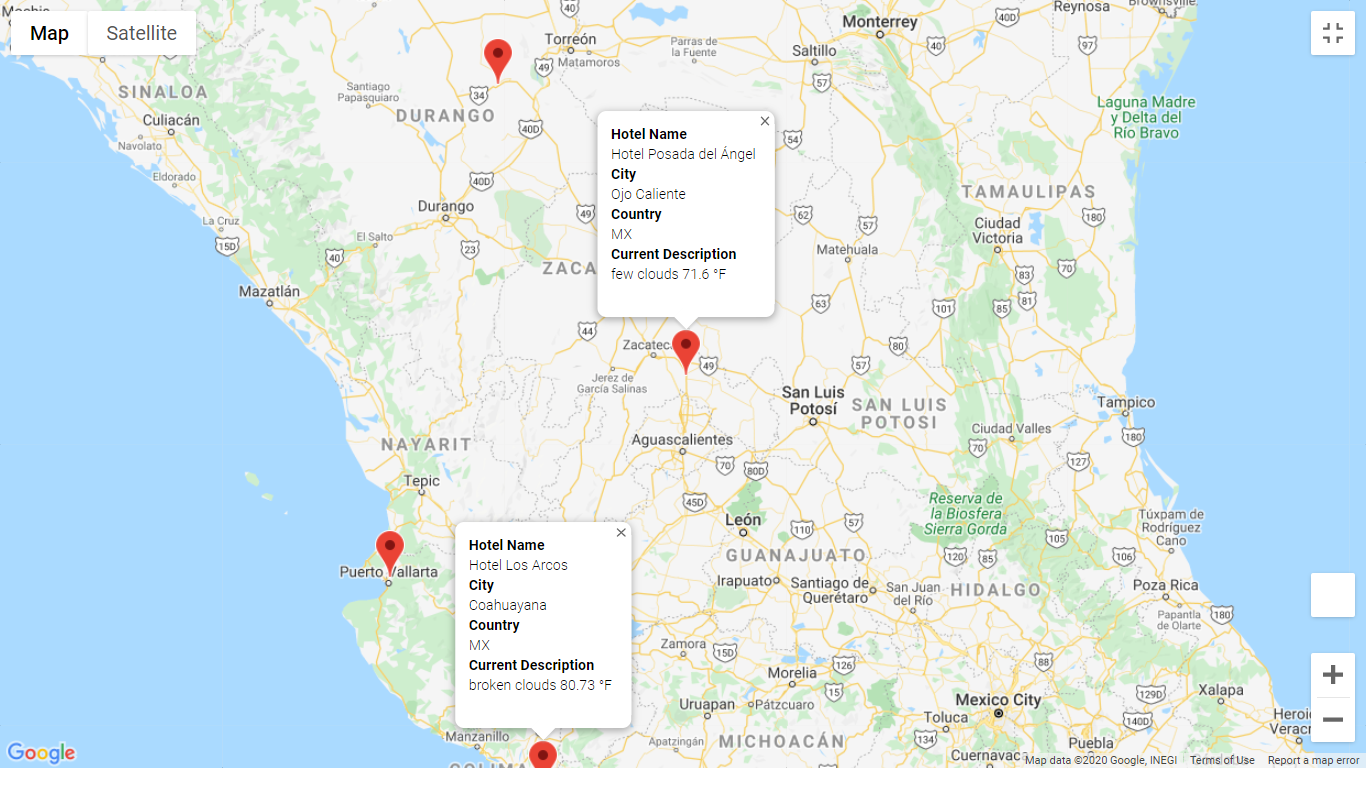 Map
Satellite
Torreón
Matamoros
Parras de
la Fuente
Saltillo
Monterrey
Reynosa
40
40D
40
97
49
57
34
SINALOA
Culiacán
Navolato
Eldorado
Santiago
Papasquiaro
DURANGO
40D
40D
54
Laguna Madre
y Delta del
Río Bravo
Hotel Name
Hotel Posada del Ángel
City
Ojo Caliente
Country
MX
Current Description
few clouds 71.6 °F
TAMAULIPAS
180
Ciudad
Victoria
La Cruz
15D
Durango
El Salto
40
23
49
62
57
Matehuala
83
70
81
85
101
63
80
57
Mazatlán
ZACA
44
49
Jerez de
García Salinas
San Luis
Potosí
SAN LUIS
POTOSI
Tampico
180
Ciudad Valles
70
127
NAYARIT
Aguascalientes
70
80D
45D
Tepic
León
110
57
Reserva de
la Biosfera
Sierra Gorda
Túxpam de
Rodríguez
Cano
105
106
120
85
GUANAJUATO
Irapuato
Santiago de
Querétaro
San Juan
del Río
HIDALGO
Poza Rica
Papantla
de Olarte
180
Puerto Vallarta
Hotel Name
Hotel Los Arcos
City
Coahuayana
Country
MX
Current Description
broken clouds 80.73 °F
Zamora
15D
126
88
Morelia
15
Uruapan
Pátzcuaro
Mexico City
129D
Xalapa
Toluca
134
140D
Puebla
Manzanillo
Apatzingán
MICHOACÁN
COLIMA
Google
Map data ©2020 Google, INEGI
Terms of Use
Report a map error